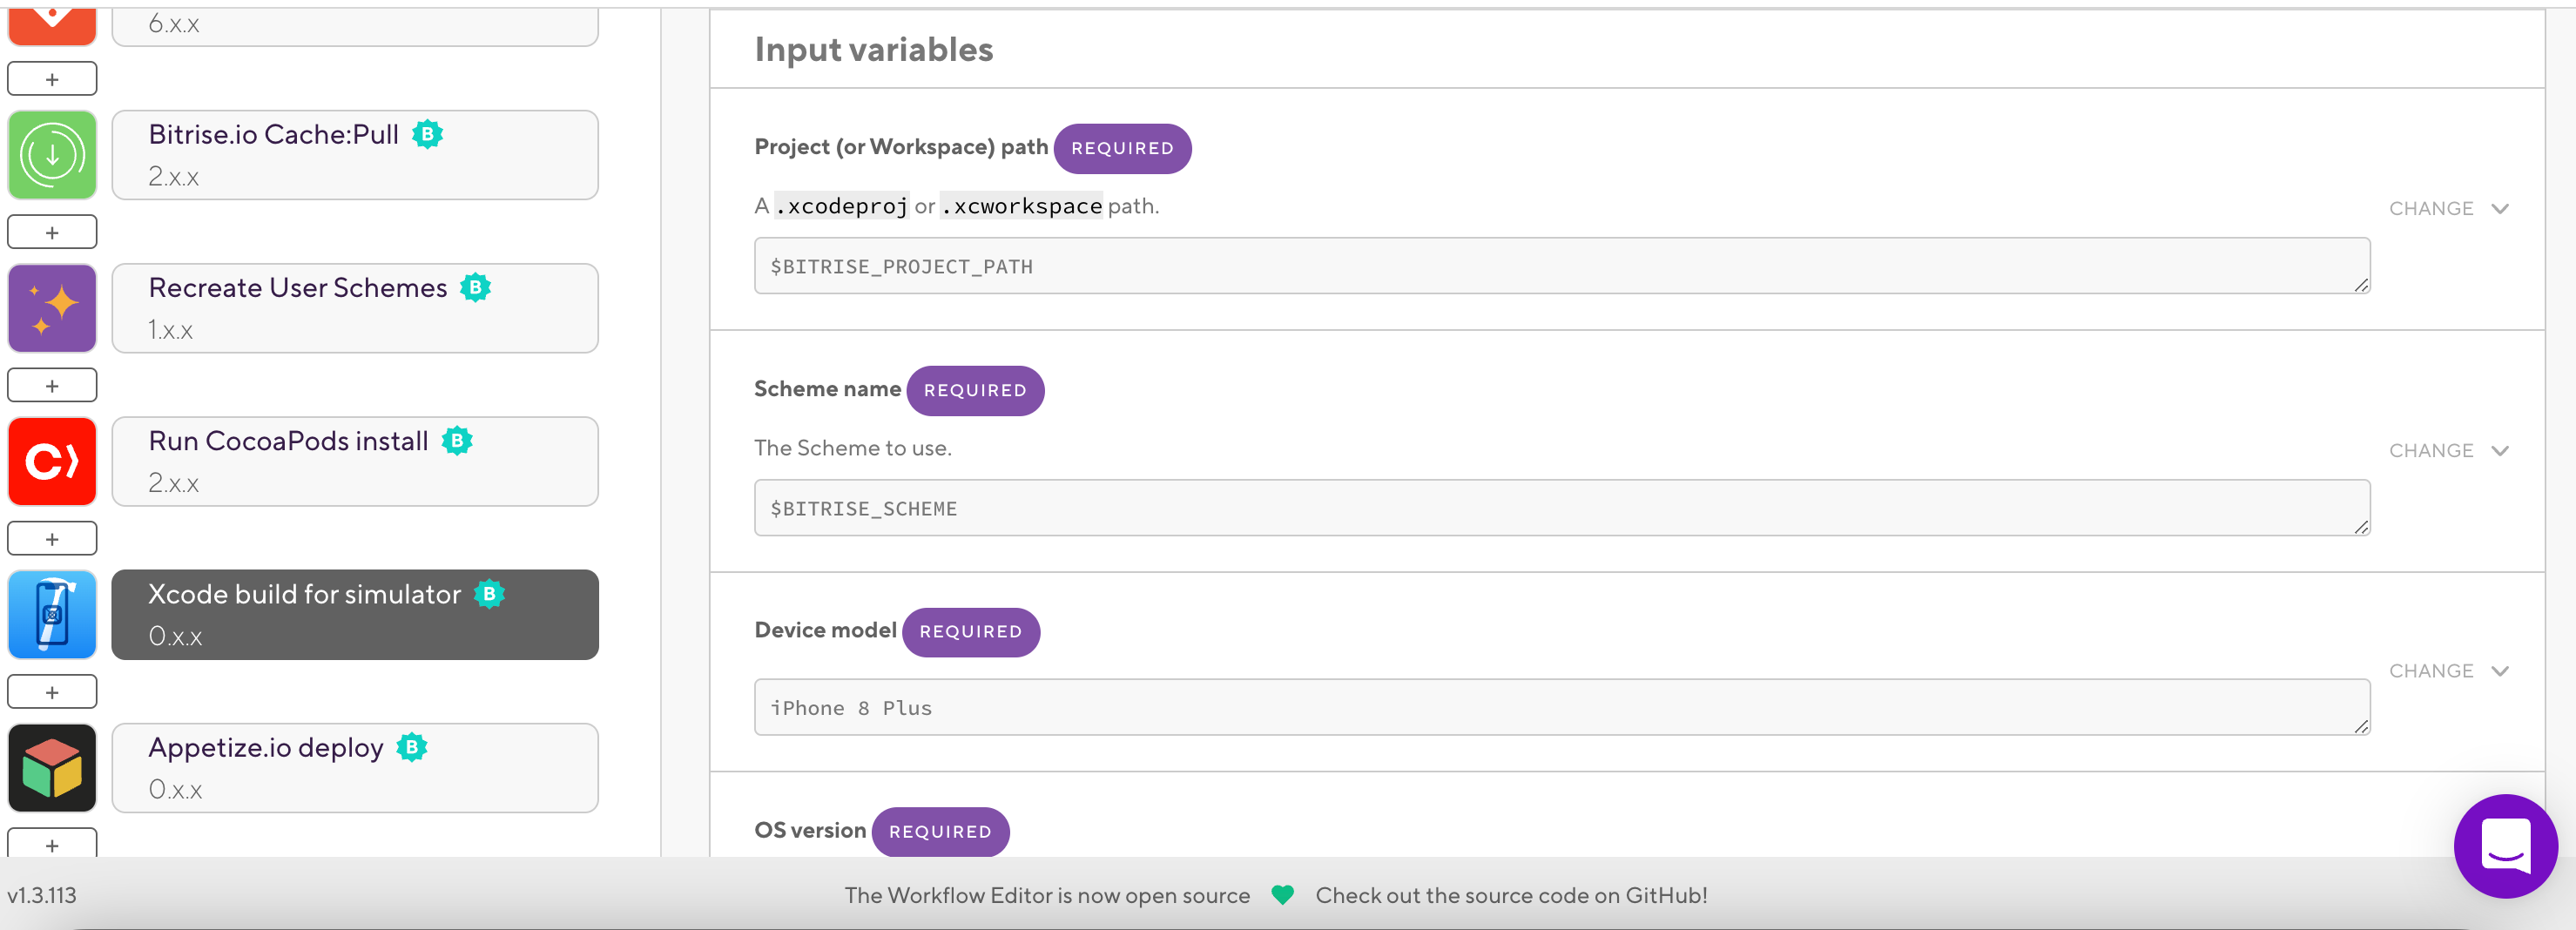 6.x.x
+
Bitrise.io Cache:Pull B
2.x.x
+
Recreate User Schemes B
1.x.x
+
Run CocoaPods install B
2.x.x
+
Xcode build for simulator B
0.x.x
+
Appetize.io deploy B
0.x.x
+
Input variables
Project (or Workspace) path REQUIRED
A .xcodeproj or .xcworkspace path.
CHANGE
$BITRISE_PROJECT_PATH
Scheme name REQUIRED
The Scheme to use.
CHANGE
$BITRISE_SCHEME
Device model REQUIRED
CHANGE
iPhone 8 Plus
OS version REQUIRED
v1.3.113
The Workflow Editor is now open source Check out the source code on GitHub!